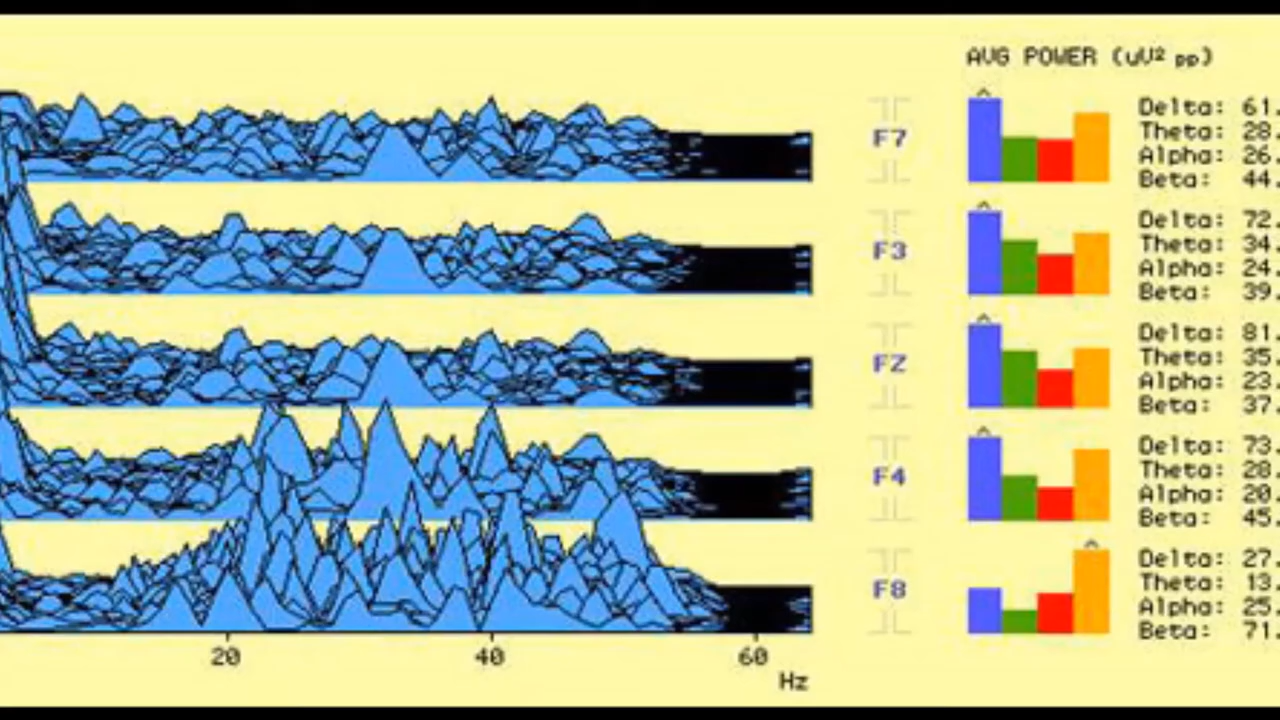 AVG POWER (uV² pp)
F7
Delta: 61.
Theta: 28.
Alpha: 26.
Beta: 44.
F3
Delta: 72.
Theta: 34.
Alpha: 24.
Beta: 39.
FZ
Delta: 81.
Theta: 35.
Alpha: 23.
Beta: 37.
F4
Delta: 73.
Theta: 28.
Alpha: 20.
Beta: 45.
F8
Delta: 27.
Theta: 13.
Alpha: 25.
Beta: 71.
20 40 60
Hz